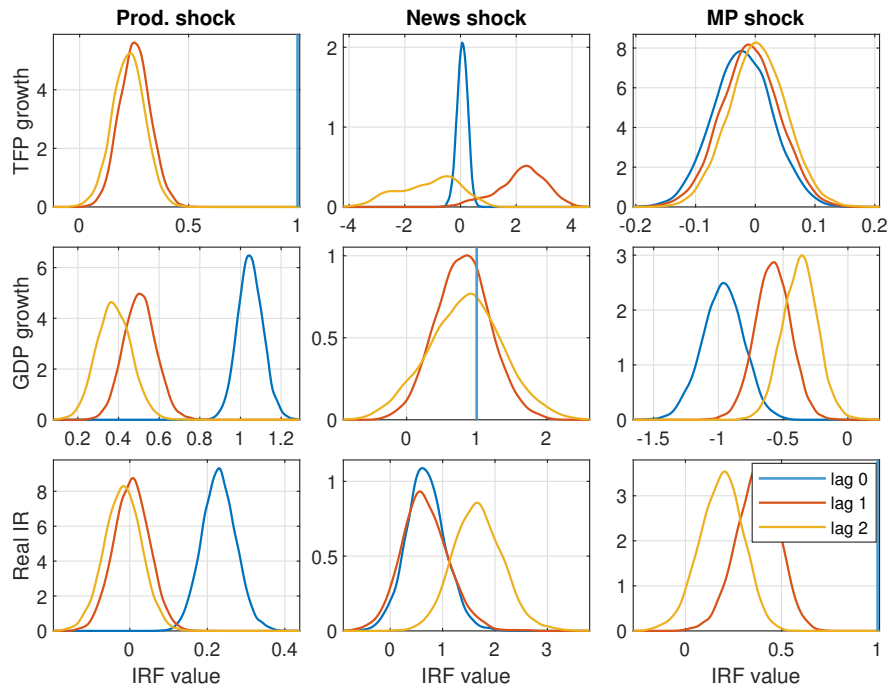 Prod. shock News shock MP shock
TFP growth
4
2
0
0 0.5 1
2
1
0
-4 -2 0 2 4
8
6
4
2
0
-0.2 -0.1 0 0.1 0.2
GDP growth
6
4
2
0
0.2 0.4 0.6 0.8 1 1.2
1
0.5
0
0 1 2
3
2
1
0
-1.5 -1 -0.5 0
Real IR
8
6
4
2
0
0 0.2 0.4
1
0.5
0
0 1 2 3
3
2
1
0
0 0.5 1
lag 0
lag 1
lag 2
IRF value IRF value IRF value